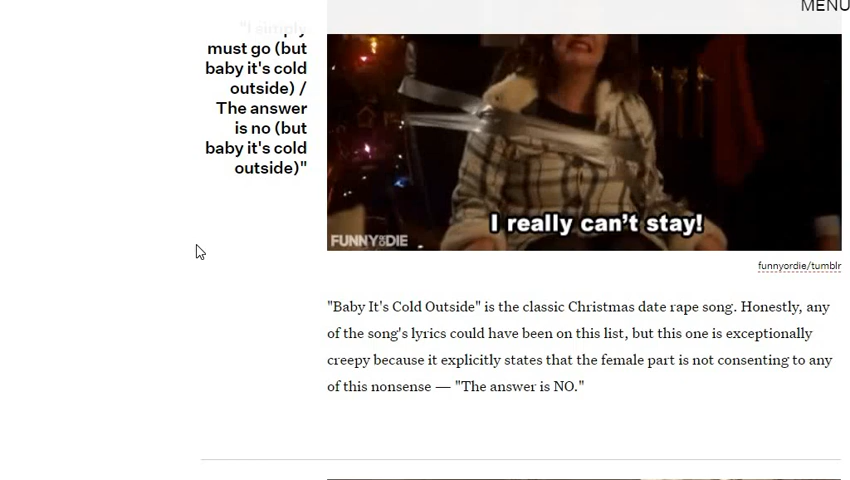 MENU
"I simply
must go (but
baby it's cold
outside) /
The answer
is no (but
baby it's cold
outside)"
I really can't stay!
FUNNY OR DIE
funnyordie/tumblr
"Baby It's Cold Outside" is the classic Christmas date rape song. Honestly, any
of the song's lyrics could have been on this list, but this one is exceptionally
creepy because it explicitly states that the female part is not consenting to any
of this nonsense — "The answer is NO."